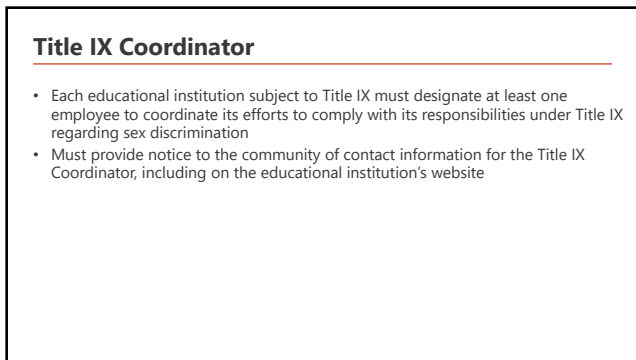 Title IX Coordinator
• Each educational institution subject to Title IX must designate at least one
employee to coordinate its efforts to comply with its responsibilities under Title IX
regarding sex discrimination
• Must provide notice to the community of contact information for the Title IX
Coordinator, including on the educational institution’s website